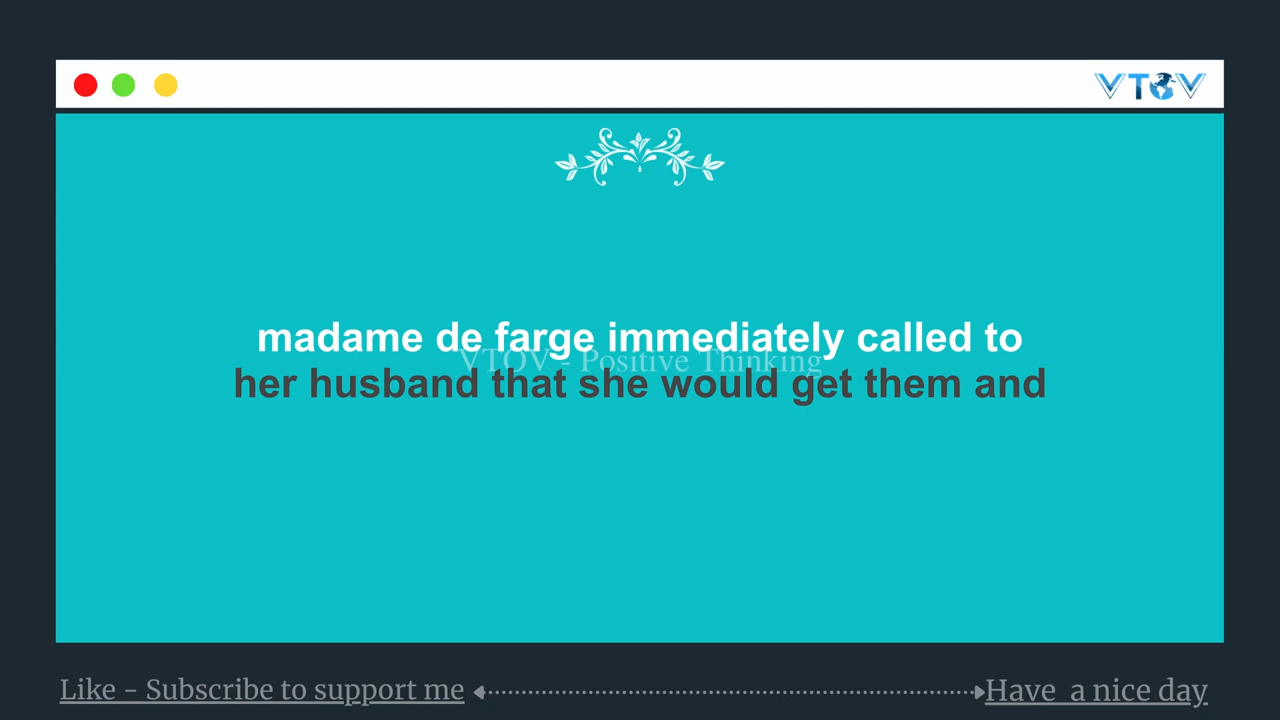 VTOV
madame de farge immediately called to
VTOV - Positive Thinking
her husband that she would get them and
Like - Subscribe to support me
Have a nice day